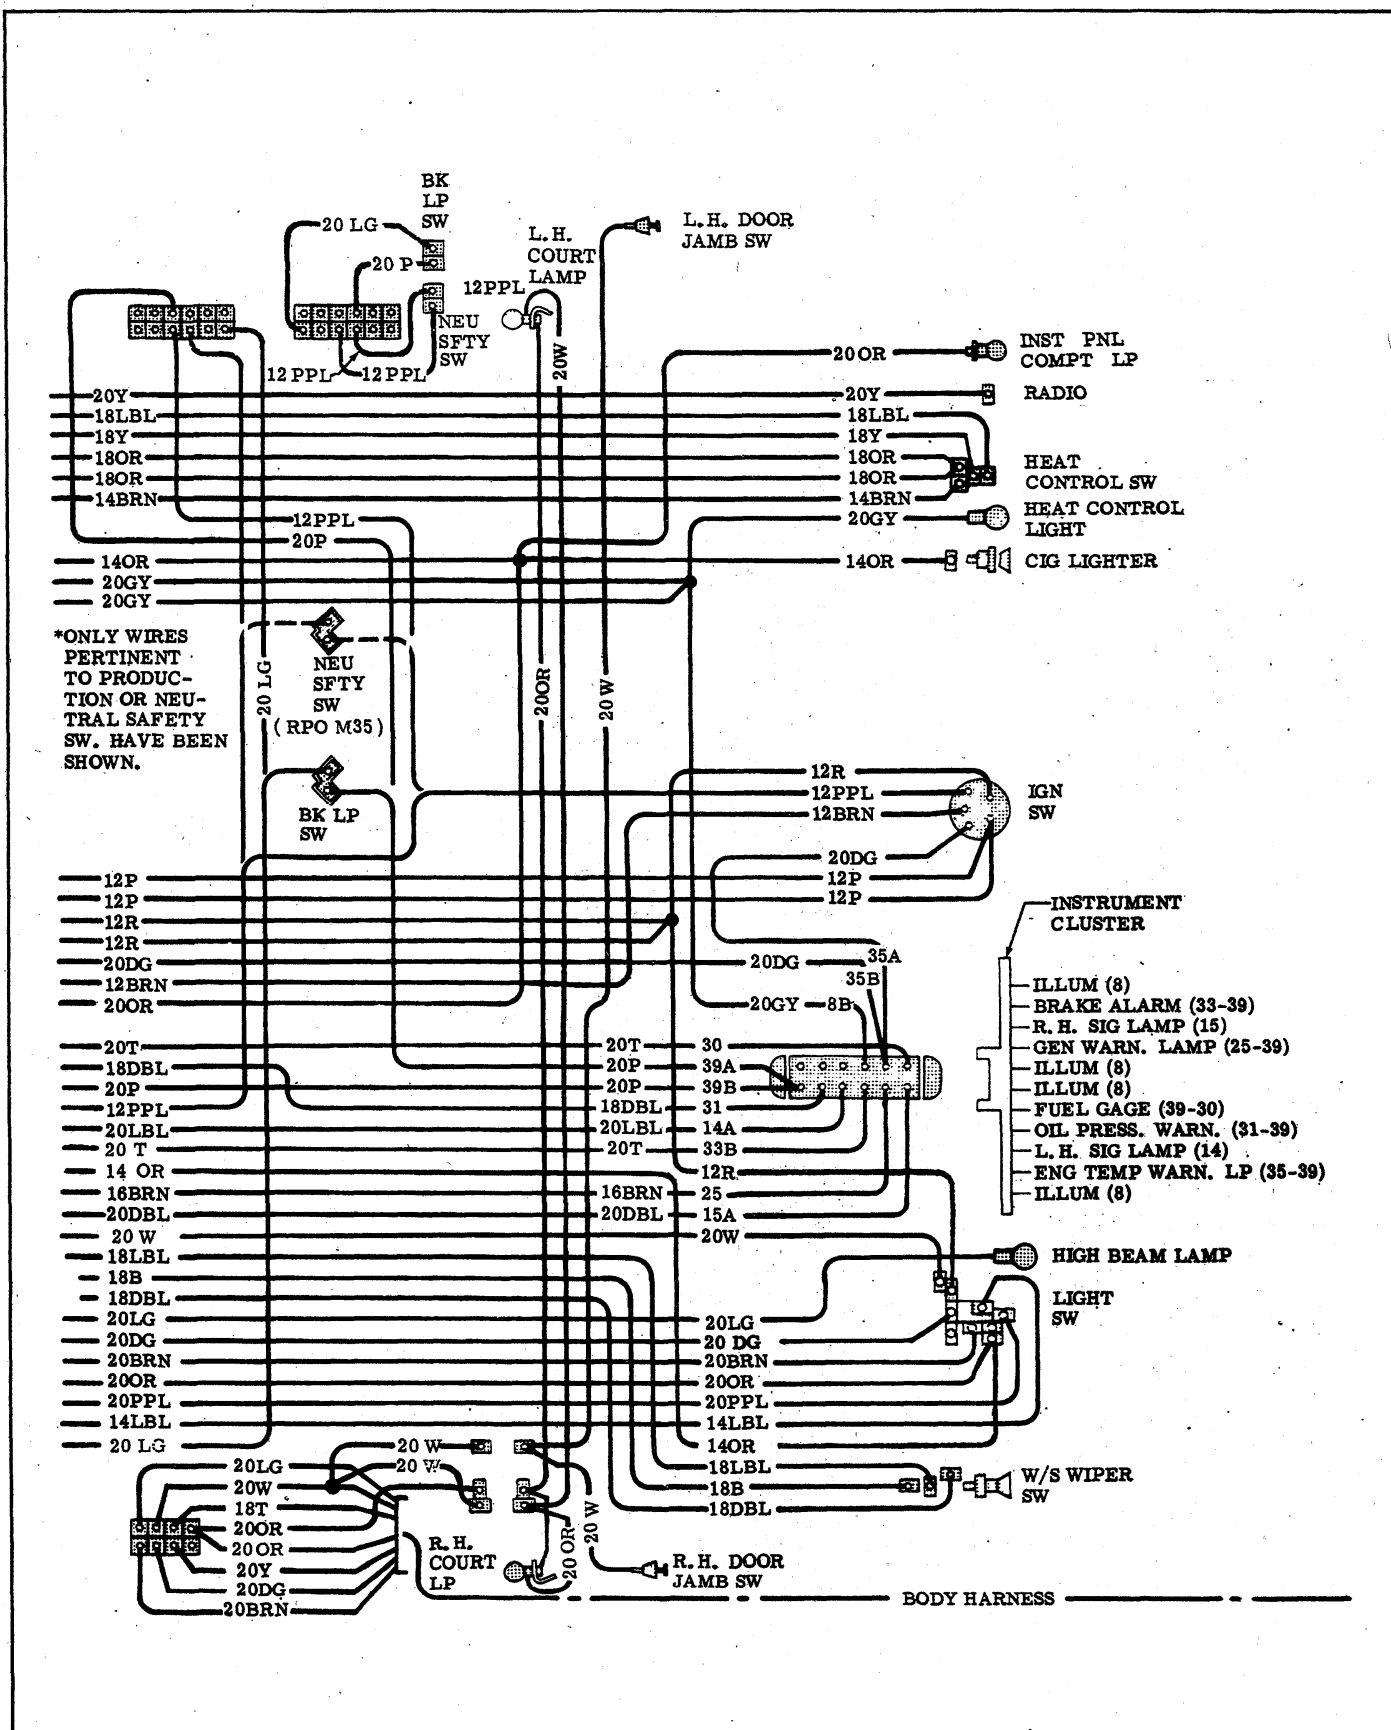 BK
LP
SW
20 LG
L.H.
COURT
LAMP
L.H. DOOR
JAMB SW
20 P
12PPL
NEU
SFTY
SW
20W
12 PPL
12PPL
20OR
INST PNL
COMPT LP
20Y
20Y
RADIO
18LBL
18LBL
18Y
18Y
18OR
18OR
HEAT
CONTROL SW
18OR
18OR
14BRN
14BRN
12PPL
20GY
HEAT CONTROL
LIGHT
20P
14OR
14OR
CIG LIGHTER
20GY
20GY
*ONLY WIRES
PERTINENT
TO PRODUC-
TION OR NEU-
TRAL SAFETY
SW. HAVE BEEN
SHOWN.
20 LG
NEU
SFTY
SW
(RPO M35)
20OR
20 W
BK LP
SW
12R
12PPL
12BRN
IGN
SW
20DG
12P
12P
12P
12P
12R
12R
20DG
12BRN
20OR
20DG
35A
35B
20GY
8B
INSTRUMENT
CLUSTER
ILLUM (8)
BRAKE ALARM (33-39)
R.H. SIG LAMP (15)
GEN WARN. LAMP (25-39)
ILLUM (8)
ILLUM (8)
FUEL GAGE (39-30)
OIL PRESS. WARN. (31-39)
L.H. SIG LAMP (14)
ENG TEMP WARN. LP (35-39)
ILLUM (8)
20T
20T
30
18DBL
20P
39A
20P
20P
39B
12PPL
18DBL
31
20LBL
20LBL
14A
20 T
20T
33B
14 OR
12R
16BRN
16BRN
25
20DBL
20DBL
15A
20 W
20W
18LBL
HIGH BEAM LAMP
18B
18DBL
LIGHT
SW
20LG
20LG
20DG
20 DG
20BRN
20BRN
20OR
20OR
20PPL
20PPL
14LBL
14LBL
20 LG
20 W
14OR
20LG
20 W
18LBL
20W
18B
W/S WIPER
SW
18T
18DBL
20OR
20OR
20Y
20DG
20BRN
R.H.
COURT
LP
20 OR
20 W
R.H. DOOR
JAMB SW
BODY HARNESS